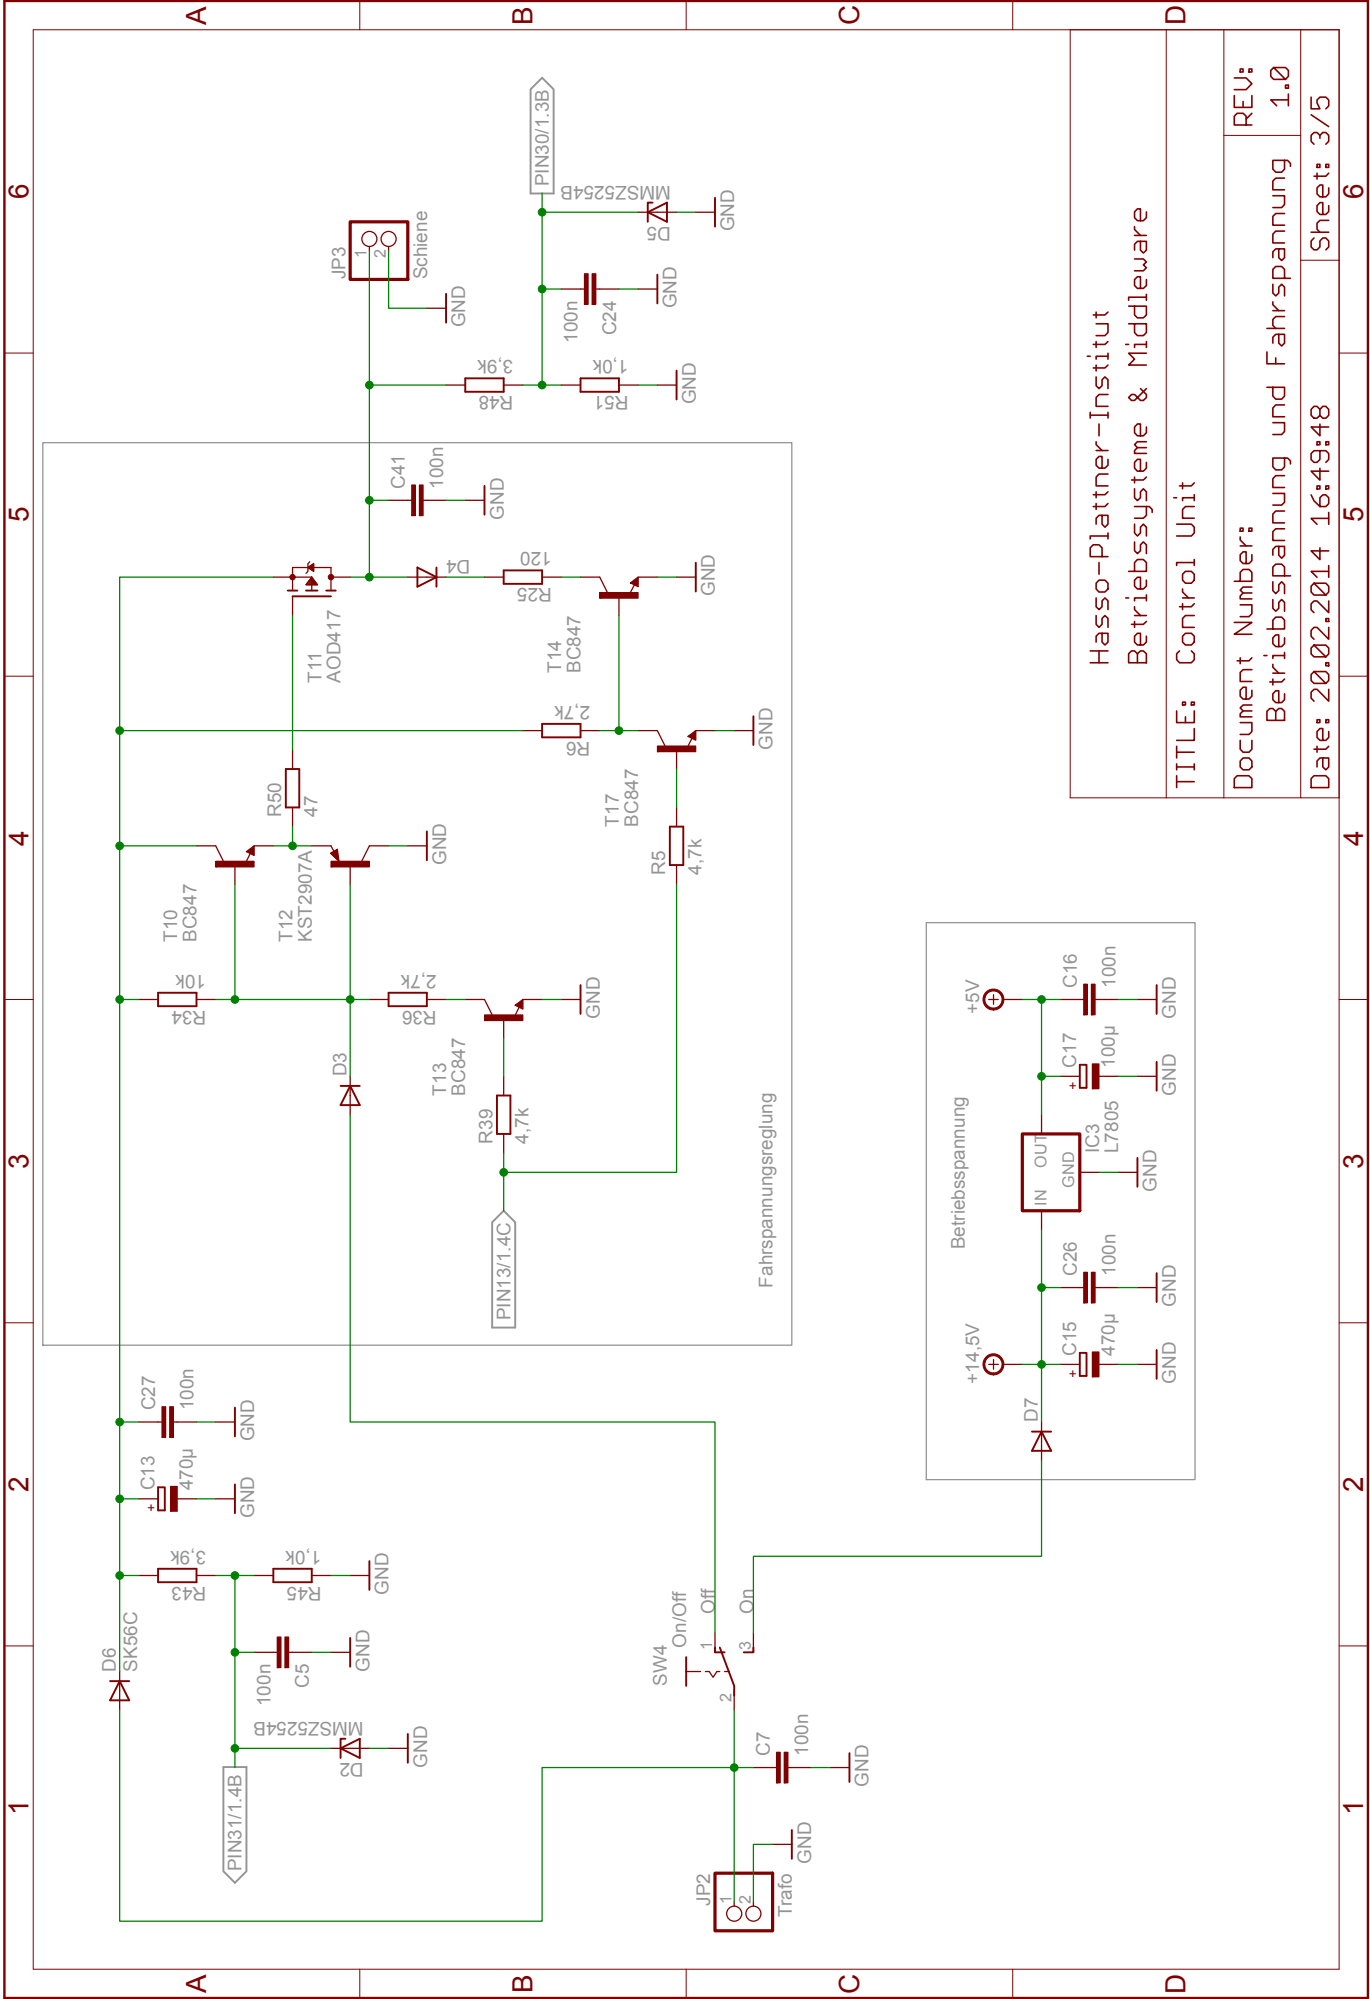 1
2
3
4
5
6
A
B
C
D
D6
SK56C
R43
3,9k
C13
470µ
GND
C27
100n
GND
R45
1,0k
GND
100n
C5
GND
PIN31/1.4B
D2
MMSZ5254B
GND
R34
10k
T10
BC847
T12
KST2907A
GND
R50
47
T11
AOD417
D3
R36
2,7k
T13
BC847
GND
R39
4,7k
PIN13/1.4C
R6
2,7k
T17
BC847
GND
R5
4,7k
D4
R25
120
T14
BC847
GND
C41
100n
GND
Fahrspannungsreglung
JP3
1
2
Schiene
GND
R48
3,9k
R51
1,0k
GND
100n
C24
GND
PIN30/1.3B
D5
MMSZ5254B
GND
JP2
1
2
Trafo
GND
C7
100n
GND
SW4
On/Off
2
1
Off
3
On
D7
Betriebsspannung
+14,5V
C15
470µ
GND
C26
100n
GND
IN
OUT
GND
IC3
L7805
GND
+5V
C17
100µ
GND
C16
100n
GND
Hasso-Plattner-Institut
Betriebssysteme & Middleware
TITLE: Control Unit
Document Number:
REV:
Betriebsspannung und Fahrspannung
1.0
Date: 20.02.2014 16:49:48
Sheet: 3/5
A
B
C
D
1
2
3
4
5
6